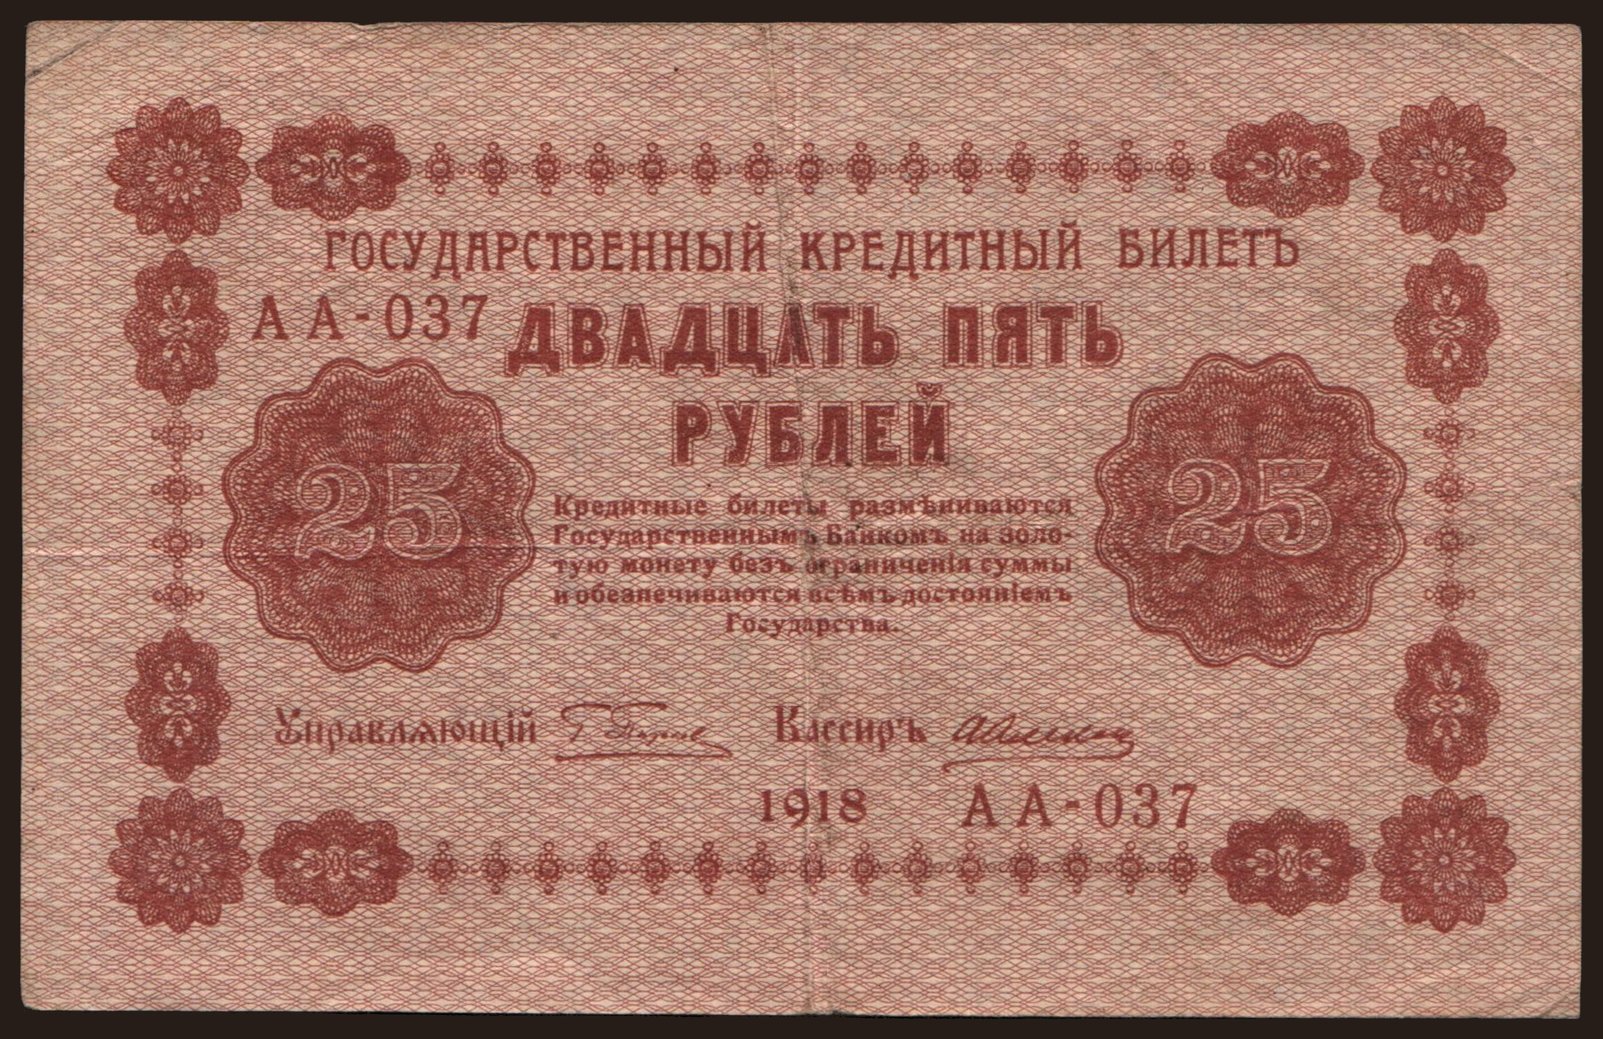 ГОСУДАРСТВЕННЫЙ КРЕДИТНЫЙ БИЛЕТЪ
АА-037
ДВАДЦАТЬ ПЯТЬ
РУБЛЕЙ
25
25
Кредитные билеты размѣниваются
Государственнымъ Банкомъ на золо-
тую монету безъ ограниченія суммы
и обезпечиваются всѣмъ достояніемъ
Государства.
Управляющій
Кассиръ
1918 АА-037